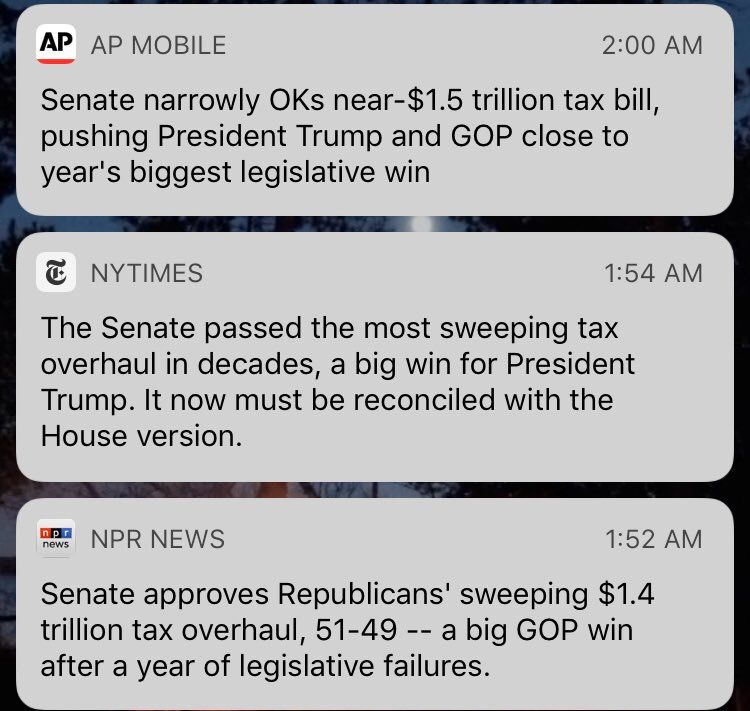 AP AP MOBILE 2:00 AM
Senate narrowly OKs near-$1.5 trillion tax bill,
pushing President Trump and GOP close to
year's biggest legislative win
T NYTIMES 1:54 AM
The Senate passed the most sweeping tax
overhaul in decades, a big win for President
Trump. It now must be reconciled with the
House version.
npr
news NPR NEWS 1:52 AM
Senate approves Republicans' sweeping $1.4
trillion tax overhaul, 51-49 -- a big GOP win
after a year of legislative failures.